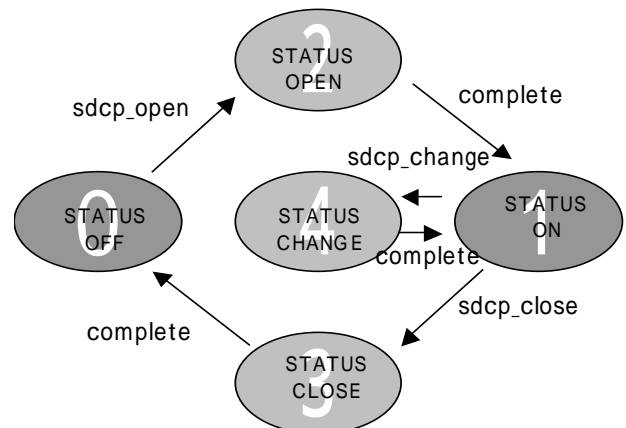 2
STATUS
OPEN
sdcp_open
complete
sdcp_change
0
STATUS
OFF
4
STATUS
CHANGE
1
STATUS
ON
complete
sdcp_close
complete
3
STATUS
CLOSE